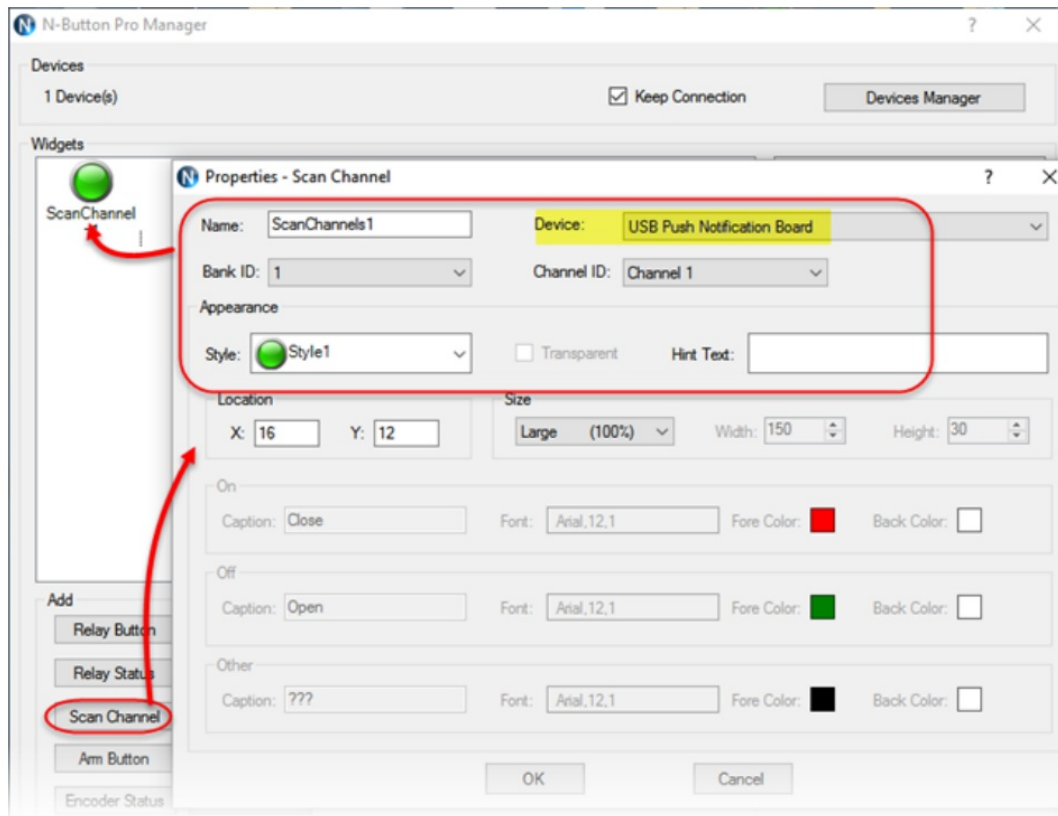 N-Button Pro Manager ?
Devices
1 Device(s) Keep Connection Devices Manager
Widgets
ScanChannel
Properties - Scan Channel ?
Name: ScanChannels1 Device: USB Push Notification Board
Bank ID: 1 Channel ID: Channel 1
Appearance
Style: Style1 Transparent Hint Text:
Location Size
X: 16 Y: 12 Large (100%) Width: 150 Height: 30
On
Caption: Close Font: Arial,12,1 Fore Color: Back Color:
Off
Caption: Open Font: Arial,12,1 Fore Color: Back Color:
Other
Caption: ??? Font: Arial,12,1 Fore Color: Back Color:
OK Cancel
Add
Relay Button
Relay Status
Scan Channel
Arm Button
Encoder Status